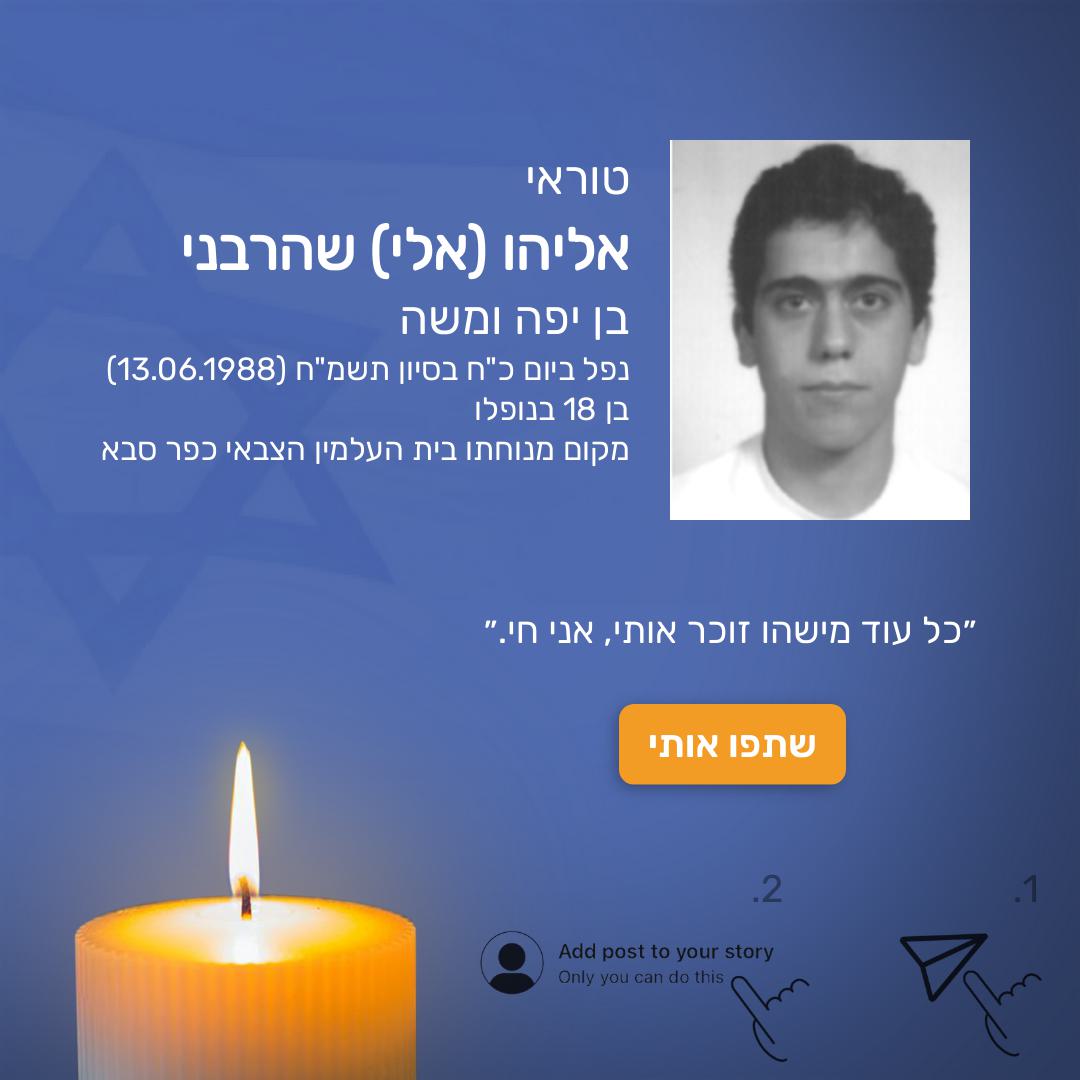 טוראי
אליהו (אלי) שהרבני
בן יפה ומשה
נפל ביום כ"ח בסיון תשמ"ח (13.06.1988)
בן 18 בנופלו
מקום מנוחתו בית העלמין הצבאי כפר סבא
״כל עוד מישהו זוכר אותי, אני חי.״
שתפו אותי
.1
.2
Add post to your story
Only you can do this